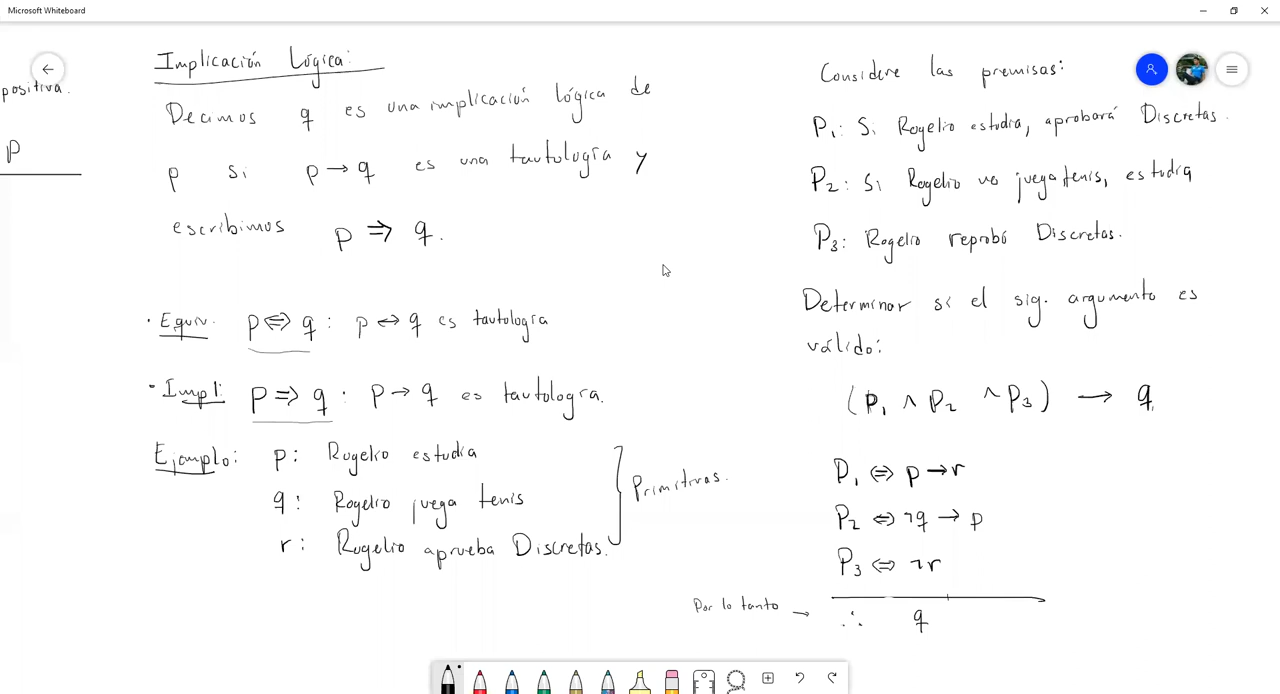 Microsoft Whiteboard
positiva.
p
Implicación Lógica:
Decimos q es una implicación lógica de
p si p → q es una tautología y
escribimos p ⇒ q.
· Equiv. p ⇔ q : p ↔ q es tautología
· Impl: p ⇒ q : p → q es tautología.
Ejemplo: p: Rogelio estudia
q: Rogelio juega tenis
r: Rogelio aprueba Discretas.
Primitivas.
Considere las premisas:
P₁: Si Rogelio estudia, aprobará Discretas.
P₂: Si Rogelio no juega tenis, estudia
P₃: Rogelio reprobó Discretas.
Determinar si el sig. argumento es
válido:
(P₁ ∧ P₂ ∧ P₃) → q.
P₁ ⇔ p → r
P₂ ⇔ ¬q → p
P₃ ⇔ ¬r
Por lo tanto → ∴ q